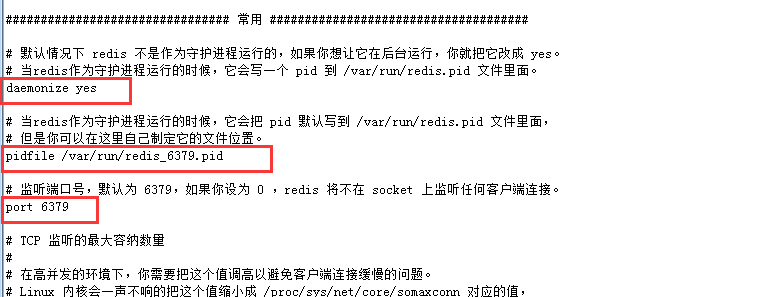 ################################ 常用 #####################################
# 默认情况下 redis 不是作为守护进程运行的，如果你想让它在后台运行，你就把它改成 yes。
# 当redis作为守护进程运行的时候，它会写一个 pid 到 /var/run/redis.pid 文件里面。
daemonize yes
# 当redis作为守护进程运行的时候，它会把 pid 默认写到 /var/run/redis.pid 文件里面，
# 但是你可以在这里自己制定它的文件位置。
pidfile /var/run/redis_6379.pid
# 监听端口号，默认为 6379，如果你设为 0 ，redis 将不在 socket 上监听任何客户端连接。
port 6379
# TCP 监听的最大容纳数量
#
# 在高并发的环境下，你需要把这个值调高以避免客户端连接缓慢的问题。
# Linux 内核会一声不响的把这个值缩小成 /proc/sys/net/core/somaxconn 对应的值，